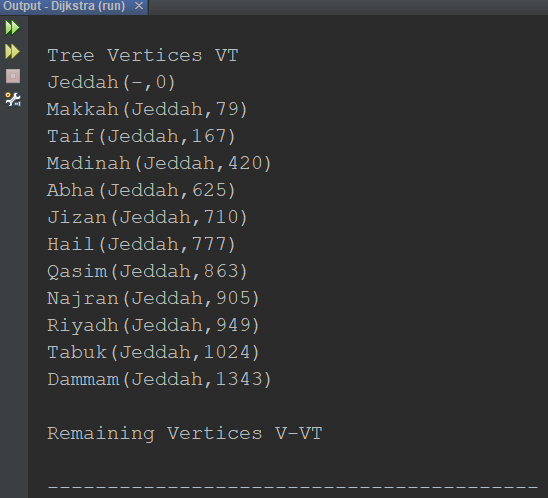 Output - Dijkstra (run) ×
Tree Vertices VT
Jeddah(-,0)
Makkah(Jeddah,79)
Taif(Jeddah,167)
Madinah(Jeddah,420)
Abha(Jeddah,625)
Jizan(Jeddah,710)
Hail(Jeddah,777)
Qasim(Jeddah,863)
Najran(Jeddah,905)
Riyadh(Jeddah,949)
Tabuk(Jeddah,1024)
Dammam(Jeddah,1343)
Remaining Vertices V-VT
-----------------------------------------